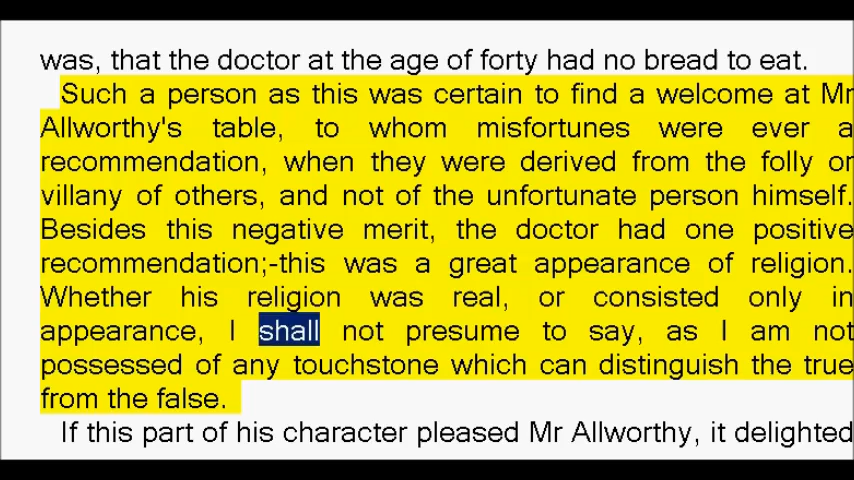 was, that the doctor at the age of forty had no bread to eat.
Such a person as this was certain to find a welcome at Mr
Allworthy's table, to whom misfortunes were ever a
recommendation, when they were derived from the folly or
villany of others, and not of the unfortunate person himself.
Besides this negative merit, the doctor had one positive
recommendation;-this was a great appearance of religion.
Whether his religion was real, or consisted only in
appearance, I shall not presume to say, as I am not
possessed of any touchstone which can distinguish the true
from the false.
If this part of his character pleased Mr Allworthy, it delighted